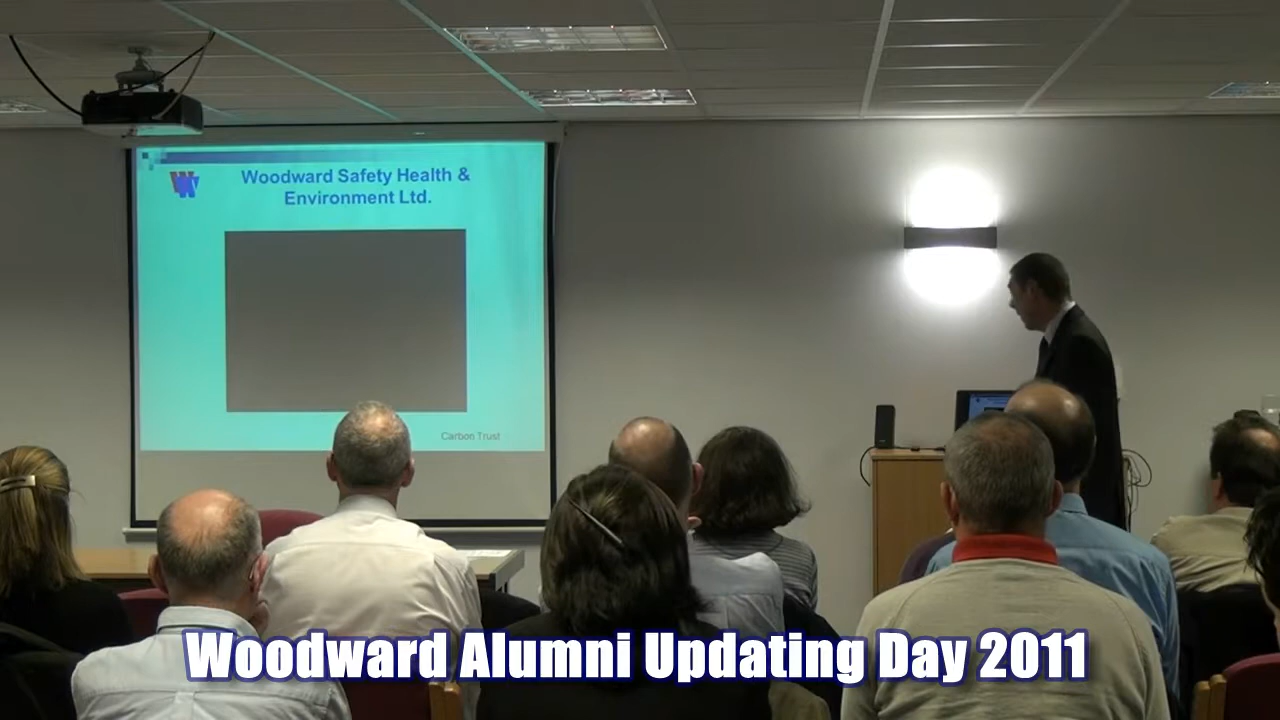 Woodward Safety Health &
Environment Ltd.
Carbon Trust
Woodward Alumni Updating Day 2011